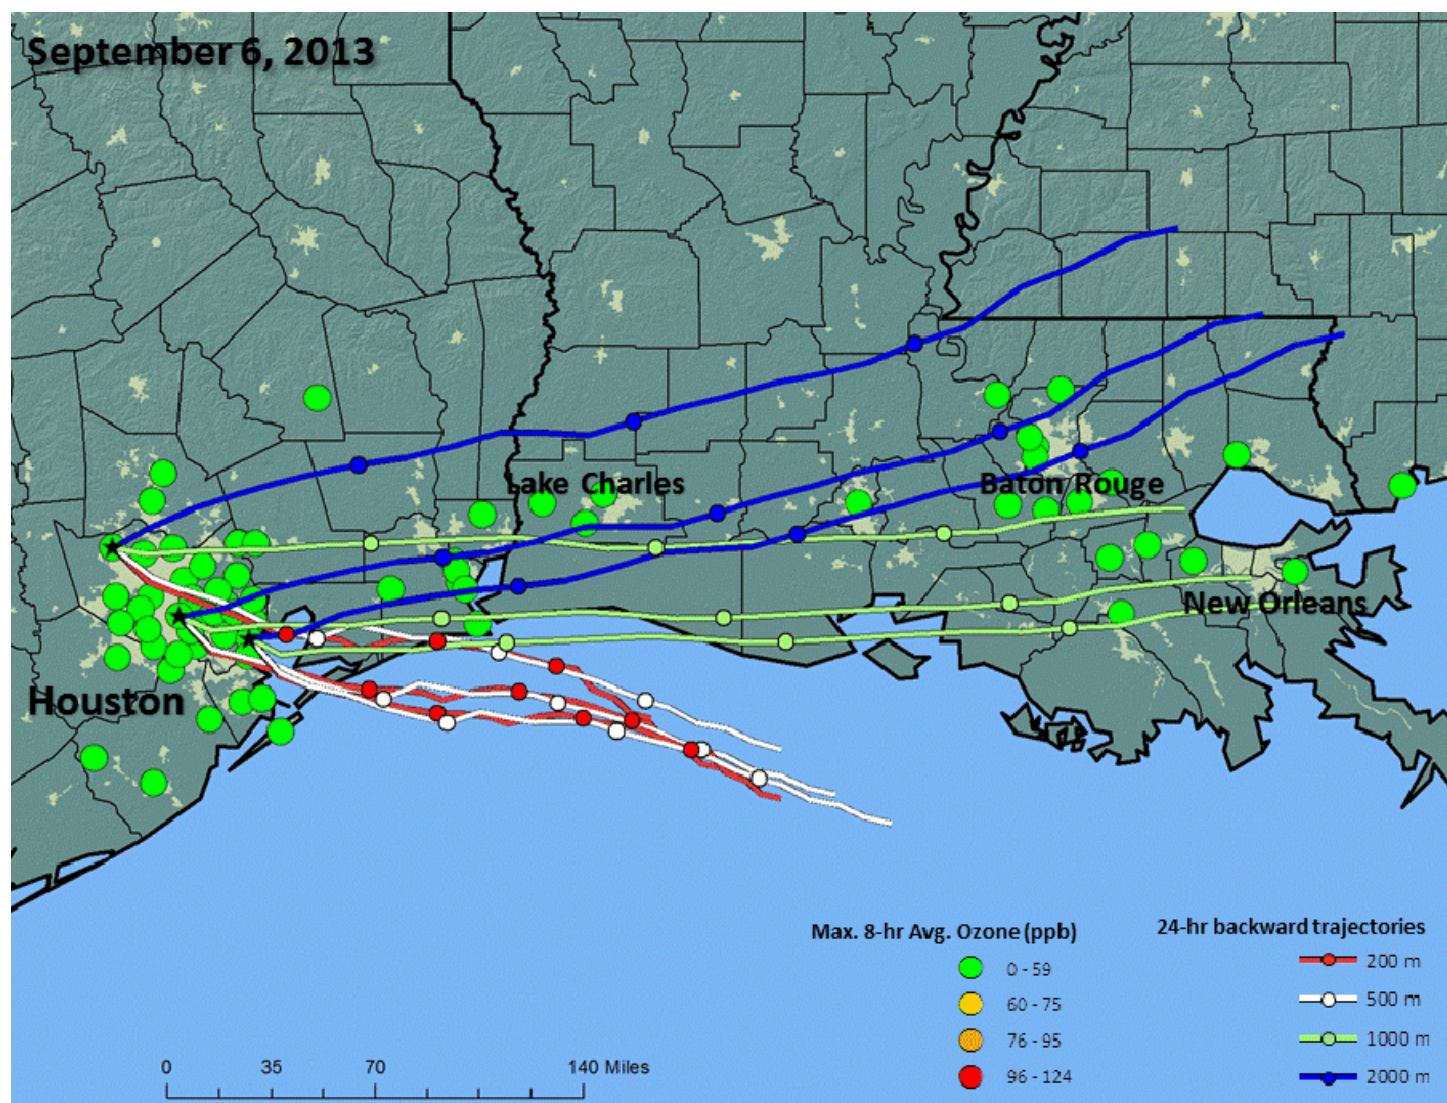 September 6, 2013
Lake Charles
Baton Rouge
New Orleans
Houston
Max. 8-hr Avg. Ozone (ppb)
0 - 59
60 - 75
76 - 95
96 - 124
24-hr backward trajectories
200 m
500 m
1000 m
2000 m
0 35 70 140 Miles